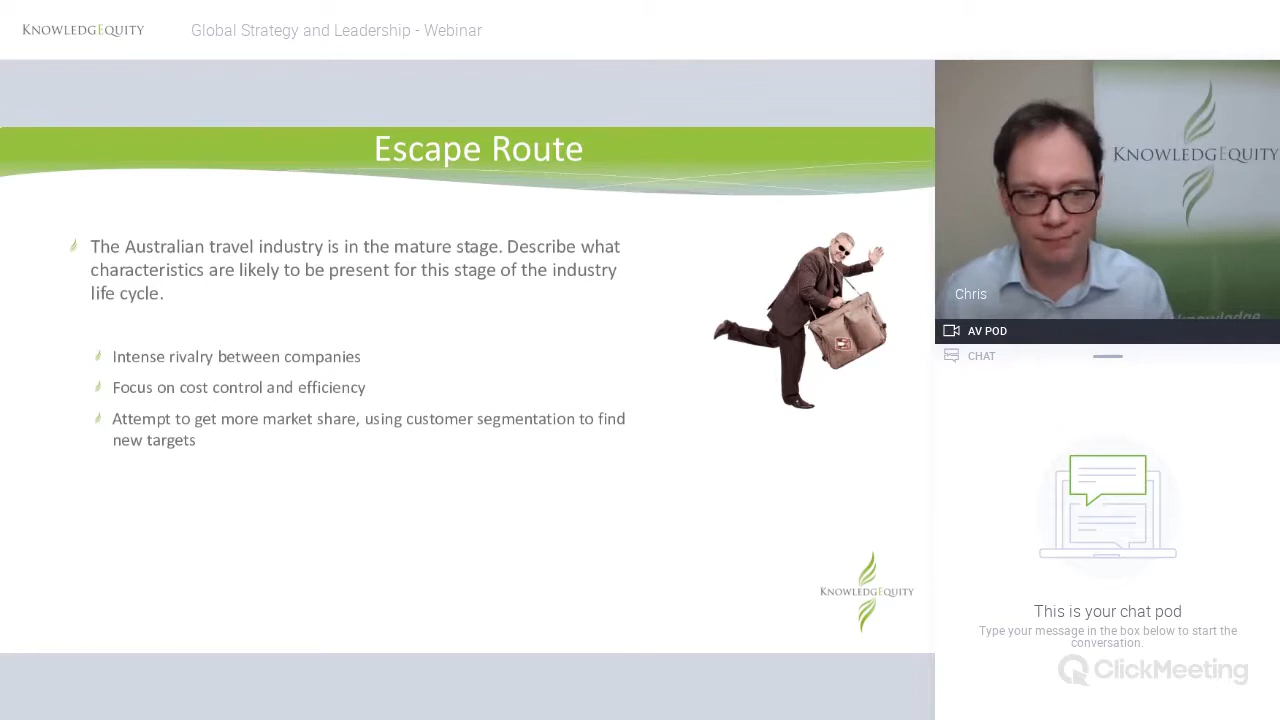 KNOWLEDGEQUITY
Global Strategy and Leadership - Webinar
Escape Route
The Australian travel industry is in the mature stage. Describe what
characteristics are likely to be present for this stage of the industry
life cycle.
Intense rivalry between companies
Focus on cost control and efficiency
Attempt to get more market share, using customer segmentation to find
new targets
KNOWLEDGEQUITY
KNOWLEDGEQUITY
knowledge
Chris
AV POD
CHAT
This is your chat pod
Type your message in the box below to start the
conversation.
ClickMeeting